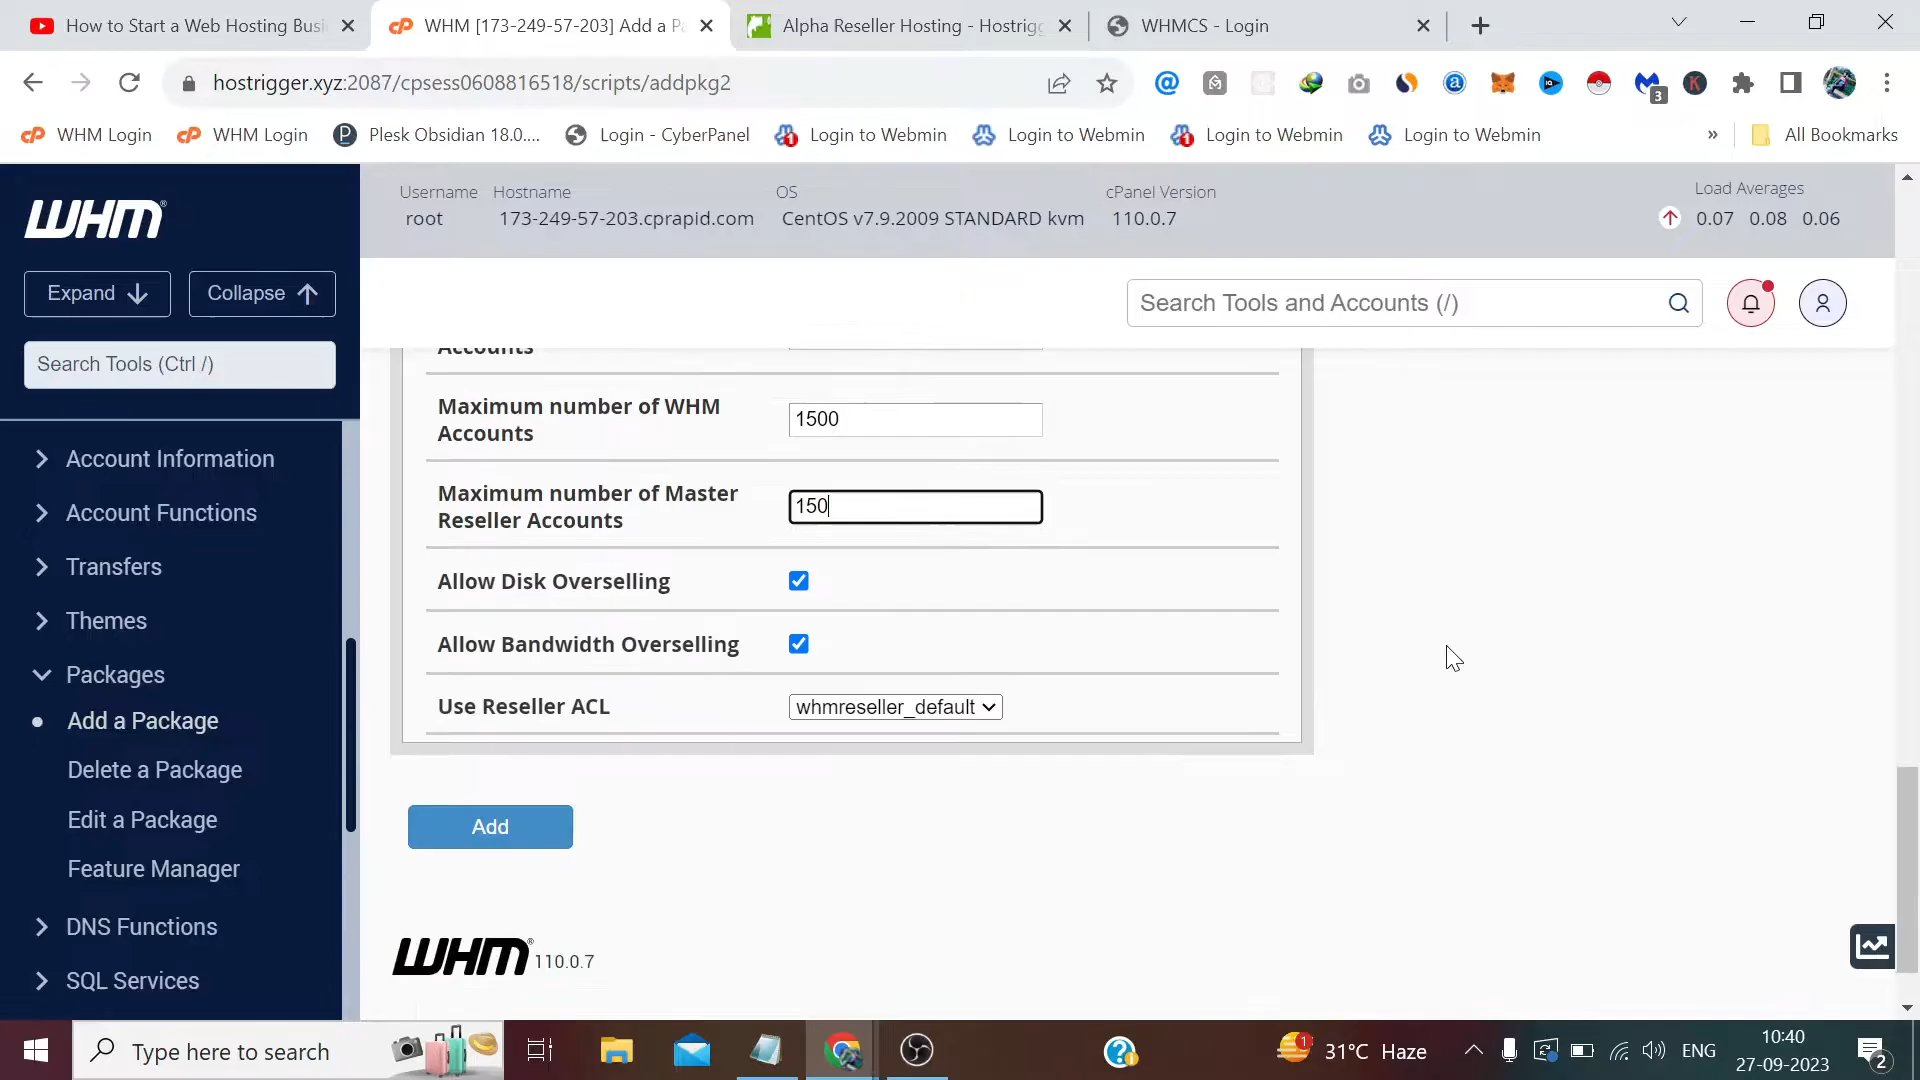 How to Start a Web Hosting Busi
WHM [173-249-57-203] Add a Pa
Alpha Reseller Hosting - Hostrigg
WHMCS - Login
hostrigger.xyz:2087/cpsess0608816518/scripts/addpkg2
3
WHM Login
WHM Login
Plesk Obsidian 18.0....
Login - CyberPanel
Login to Webmin
Login to Webmin
Login to Webmin
Login to Webmin
»
All Bookmarks
WHM
Username
root
Hostname
173-249-57-203.cprapid.com
OS
CentOS v7.9.2009 STANDARD kvm
cPanel Version
110.0.7
Load Averages
0.07 0.08 0.06
Expand
Collapse
Search Tools (Ctrl /)
Search Tools and Accounts (/)
Account Information
Account Functions
Transfers
Themes
Packages
Add a Package
Delete a Package
Edit a Package
Feature Manager
DNS Functions
SQL Services
Accounts
Maximum number of WHM
Accounts
1500
Maximum number of Master
Reseller Accounts
150
Allow Disk Overselling
Allow Bandwidth Overselling
Use Reseller ACL
whmreseller_default
Add
WHM 110.0.7
Type here to search
31°C Haze
ENG
10:40
27-09-2023
2